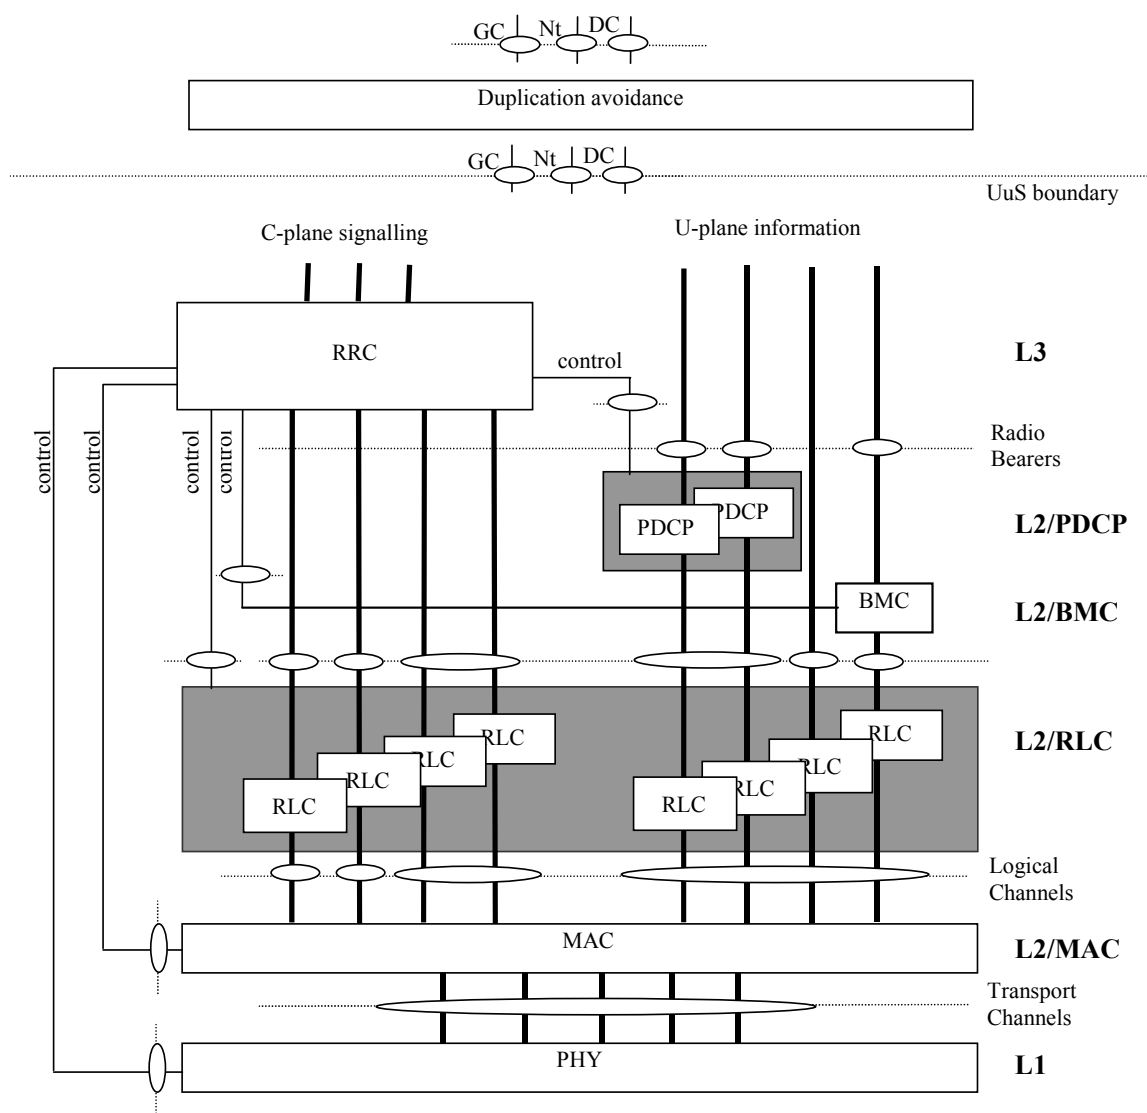 GC Nt DC
Duplication avoidance
GC Nt DC
UuS boundary
C-plane signalling
U-plane information
RRC
control
L3
control
control
control
control
Radio
Bearers
PDCP
PDCP
L2/PDCP
BMC
L2/BMC
RLC
RLC
RLC
RLC
RLC
RLC
RLC
RLC
L2/RLC
Logical
Channels
MAC
L2/MAC
Transport
Channels
PHY
L1